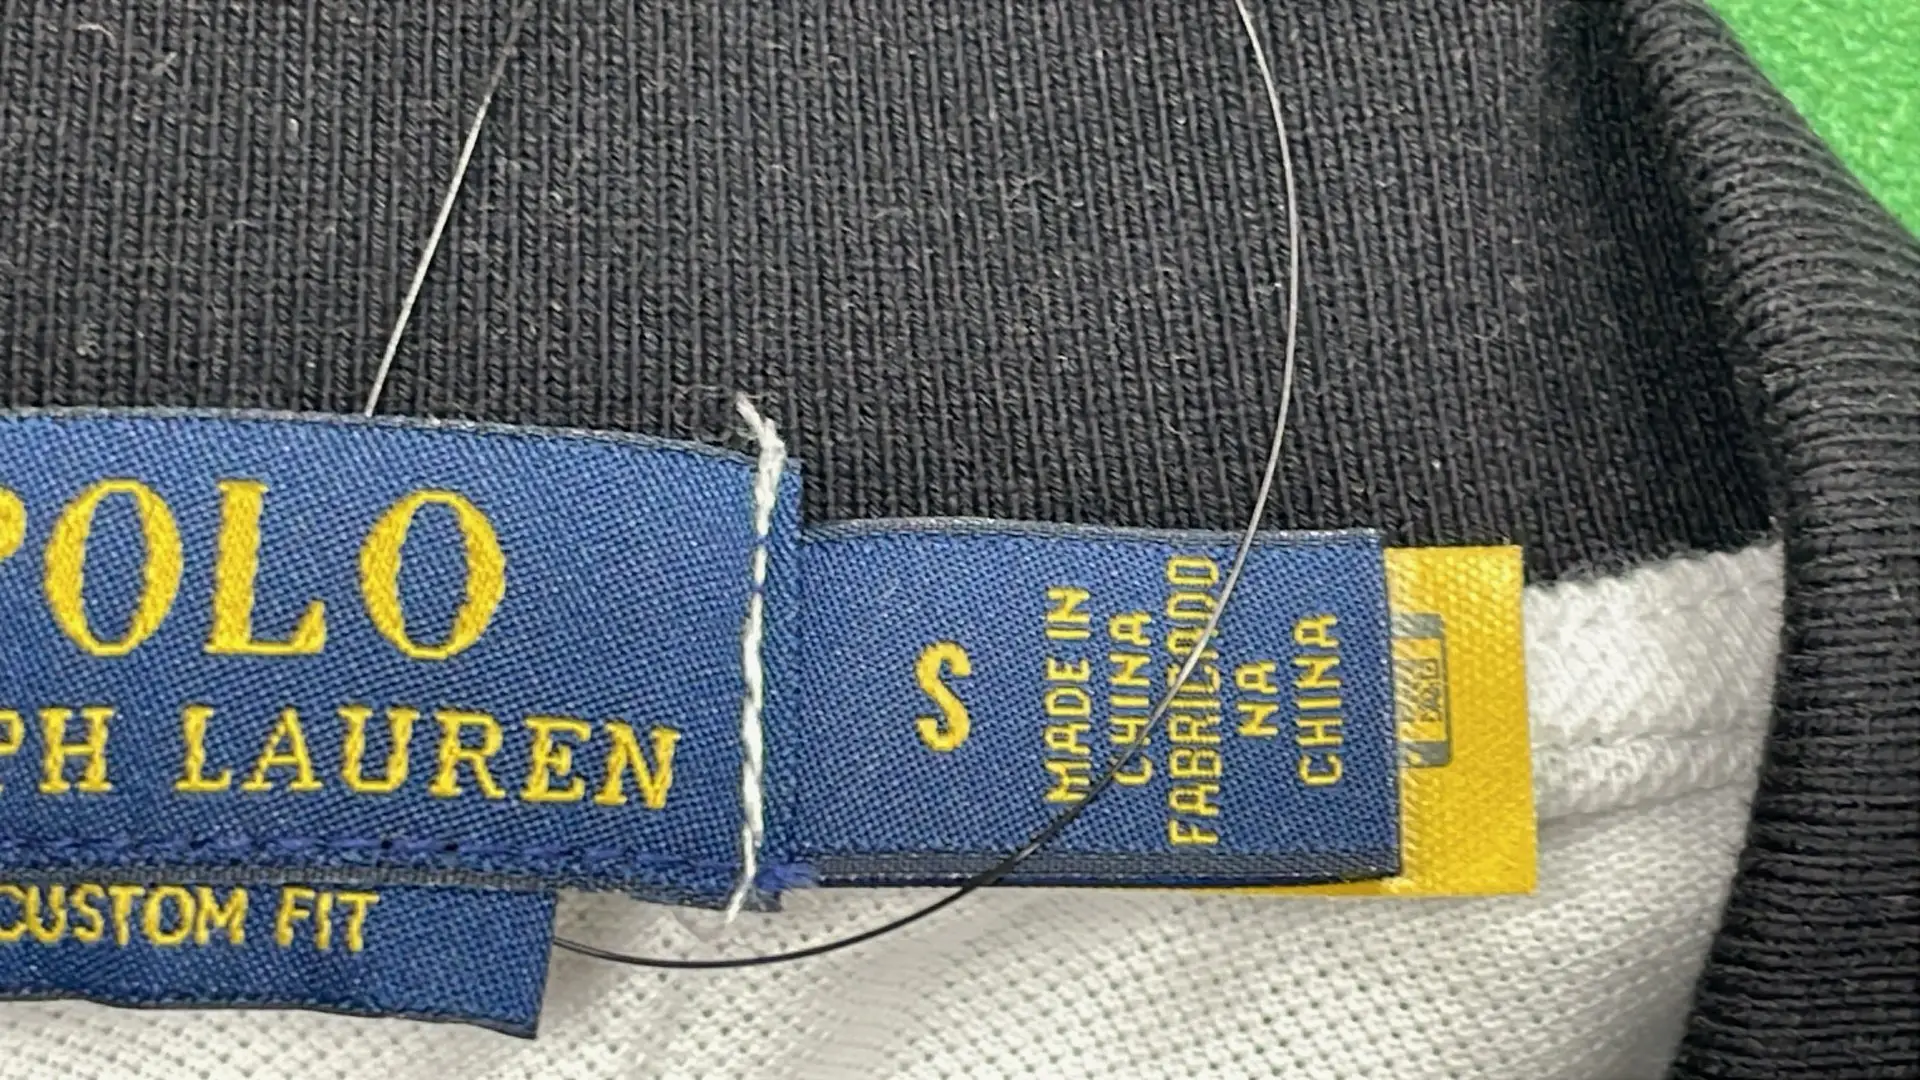 POLO
PH LAUREN
CUSTOM FIT
S
MADE IN
CHINA
FABRICADO
NA
CHINA